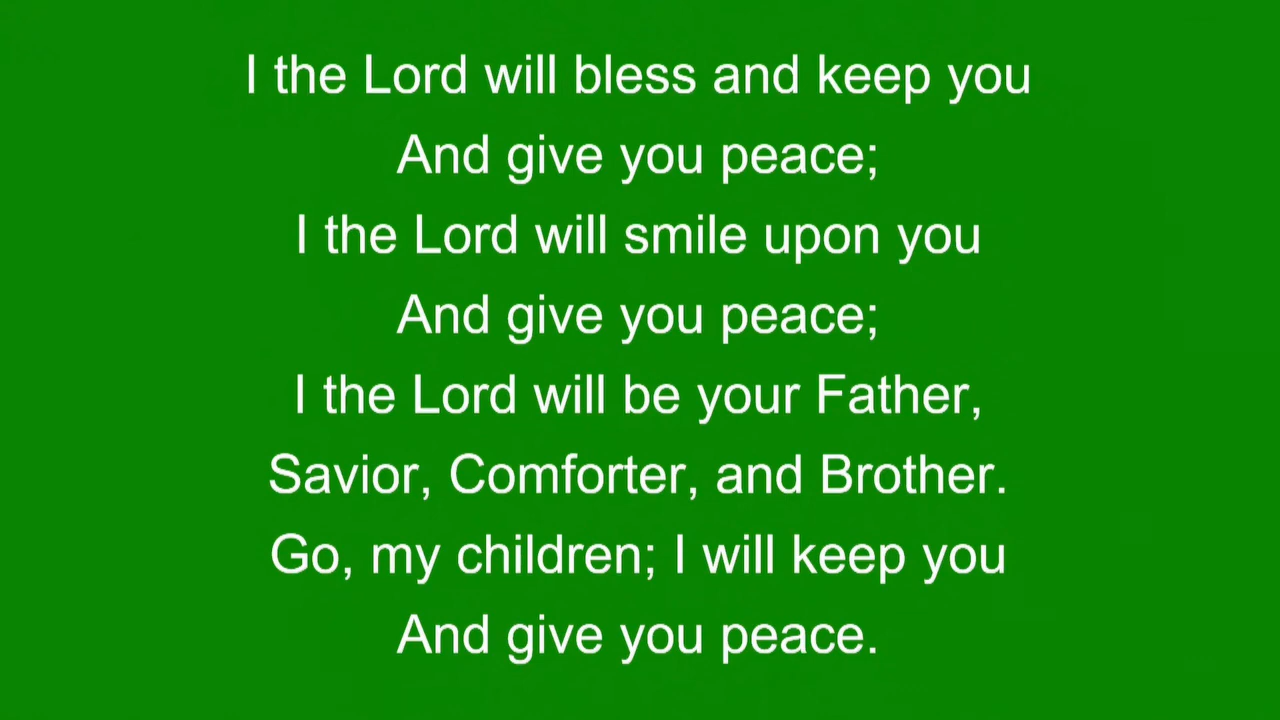 I the Lord will bless and keep you
And give you peace;
I the Lord will smile upon you
And give you peace;
I the Lord will be your Father,
Savior, Comforter, and Brother.
Go, my children; I will keep you
And give you peace.